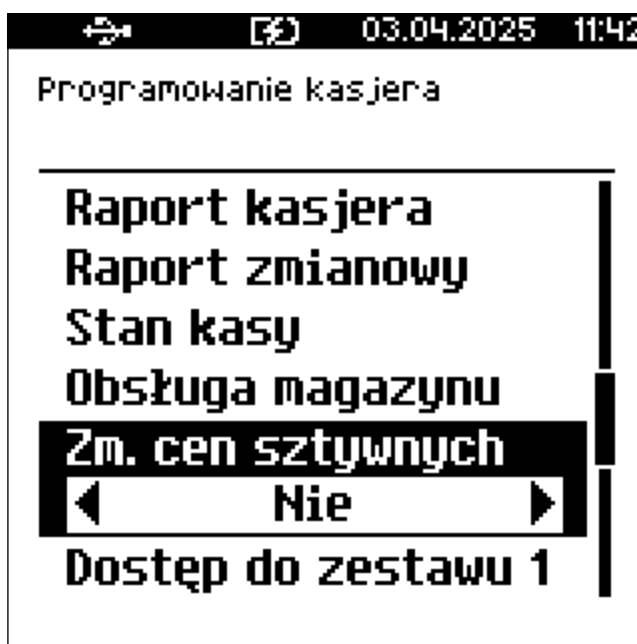 03.04.2025 11:42
Programowanie kasjera
Raport kasjera
Raport zmianowy
Stan kasy
Obsługa magazynu
Zm. cen sztywnych
Nie
Dostęp do zestawu 1